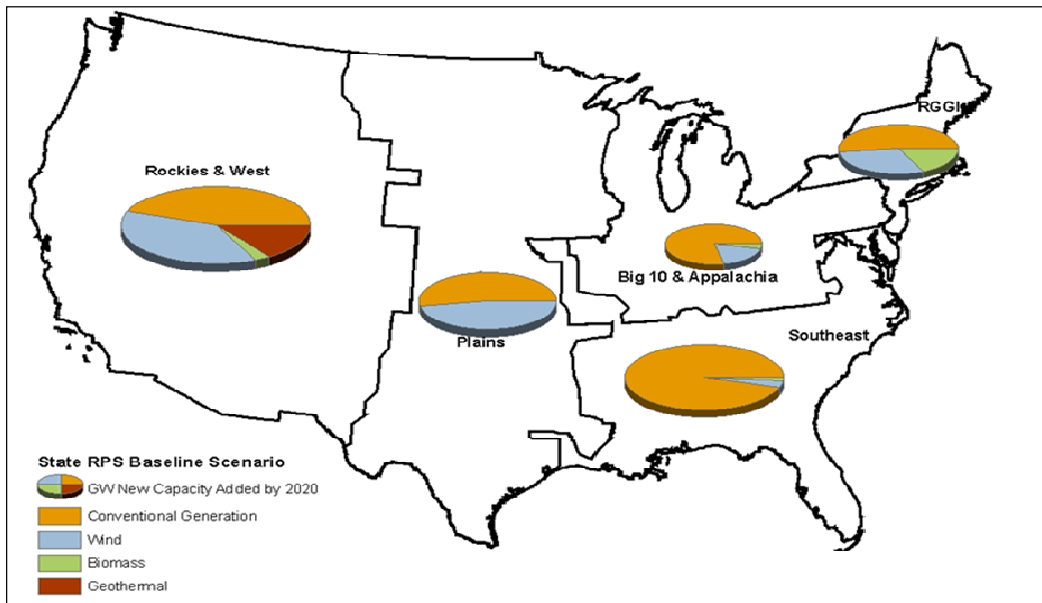 RGGI+
Rockies & West
Big 10 & Appalachia
Plains
Southeast
State RPS Baseline Scenario
GW New Capacity Added by 2020
Conventional Generation
Wind
Biomass
Geothermal